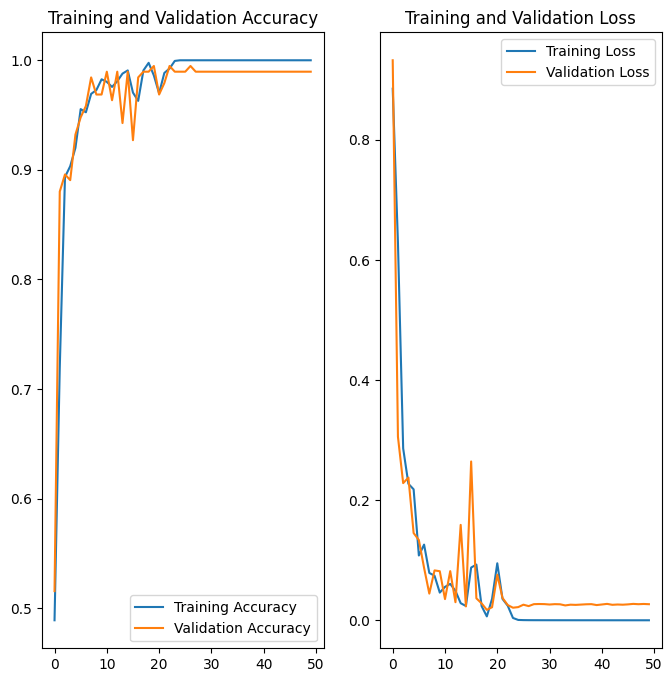 Training and Validation Accuracy
1.0
0.9
0.8
0.7
0.6
0.5
0 10 20 30 40 50
Training Accuracy
Validation Accuracy
Training and Validation Loss
Training Loss
Validation Loss
0.8
0.6
0.4
0.2
0.0
0 10 20 30 40 50